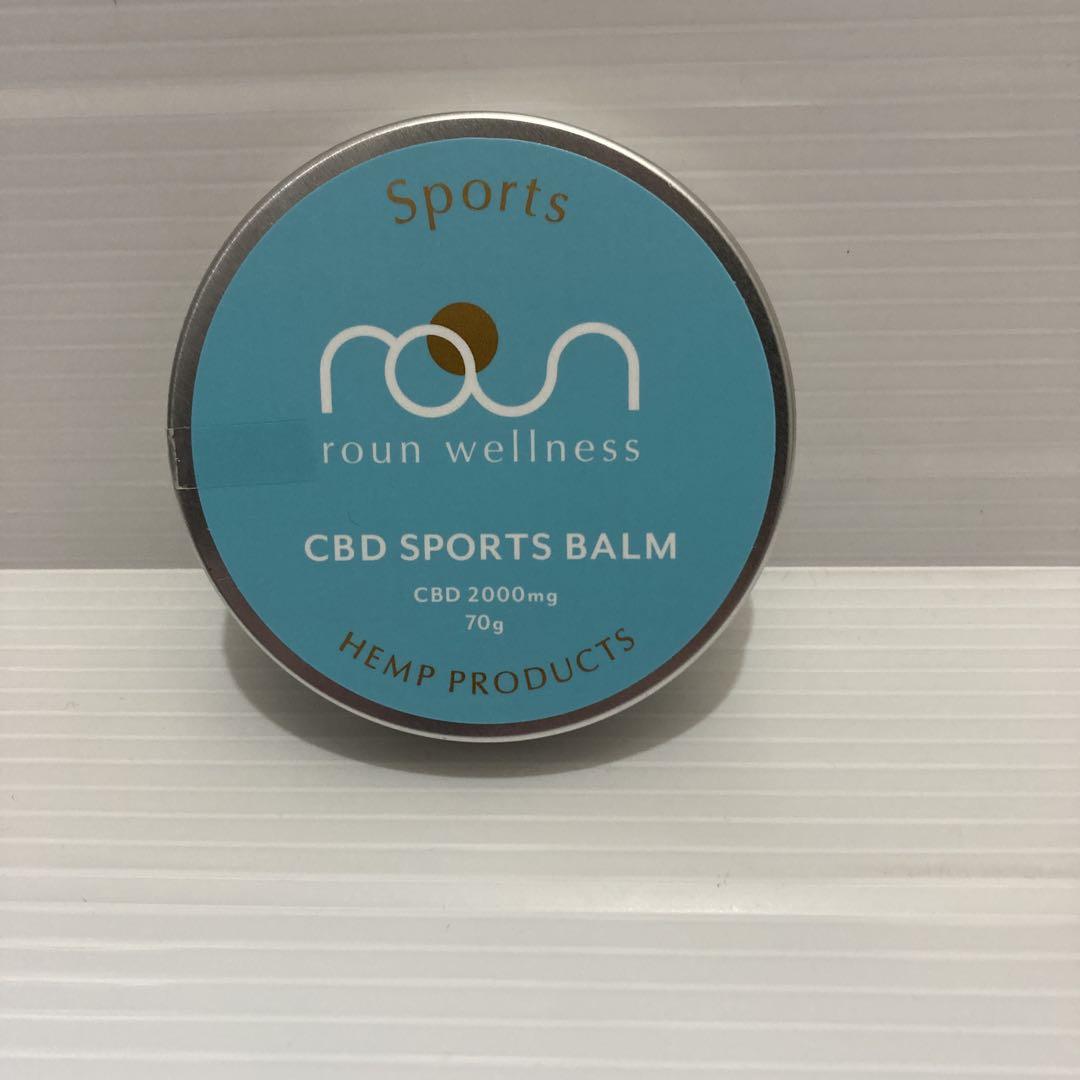 Sports
roun
roun wellness
CBD SPORTS BALM
CBD 2000mg
70g
HEMP PRODUCTS